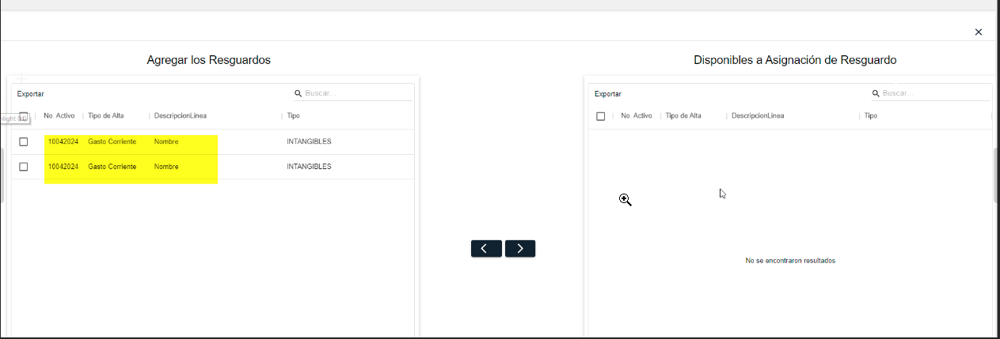 Agregar los Resguardos
Disponibles a Asignación de Resguardo
Exportar
Buscar...
No. Activo Tipo de Alta DescripcionLinea Tipo
10042024 Gasto Corriente Nombre INTANGIBLES
10042024 Gasto Corriente Nombre INTANGIBLES
Exportar
Buscar...
No. Activo Tipo de Alta DescripcionLinea Tipo
No se encontraron resultados